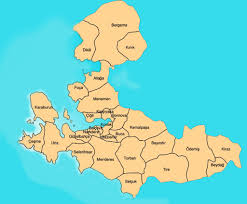 Bergama
Dikili
Kınık
Aliağa
Foça
Menemen
Karaburun
Çiğli
Bornova
Kemalpaşa
Çeşme
Urla
Güzelbahçe
Buca
Bayındır
Ödemiş
Kiraz
Seferihisar
Menderes
Torbalı
Beydağ
Tire
Selçuk